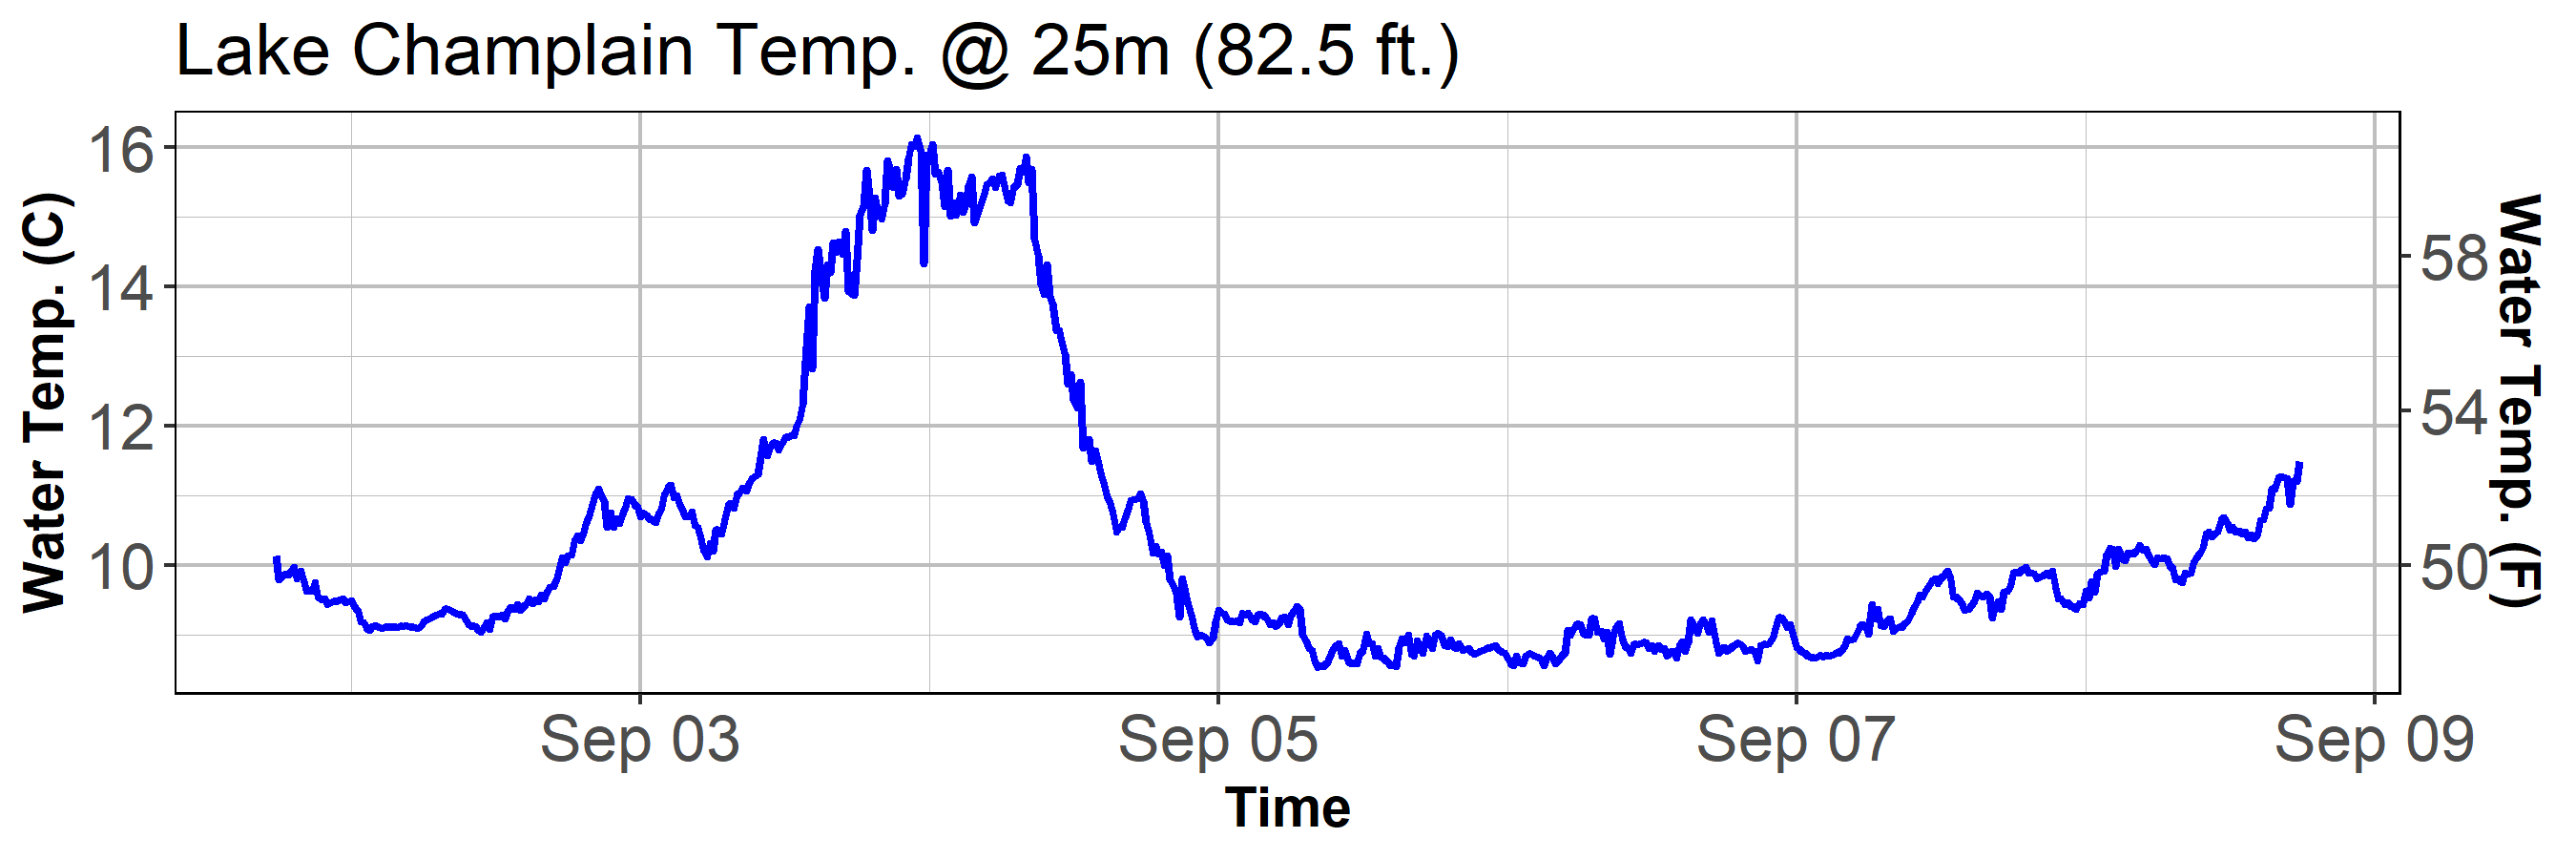 Lake Champlain Temp. @ 25m (82.5 ft.)
Water Temp. (C)
16
14
12
10
58
54
50
Water Temp. (F)
Sep 03
Sep 05
Sep 07
Sep 09
Time